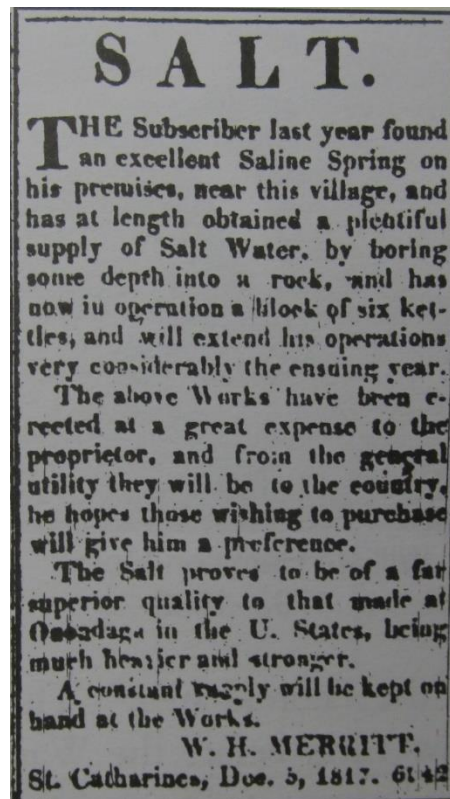 SALT.
THE Subscriber last year found
an excellent Saline Spring on
his premises, near this village, and
has at length obtained a plentiful
supply of Salt Water, by boring
some depth into a rock, and has
now in operation a block of six ket-
tles, and will extend his operations
very considerably the ensuing year.
The above Works have been e-
rected at a great expense to the
proprietor, and from the general
utility they will be to the country,
he hopes those wishing to purchase
will give him a preference.
The Salt proves to be of a far
superior quality to that made at
Onondaga in the U. States, being
much heavier and stronger.
A constant supply will be kept on
hand at the Works.
W. H. MERRITT.
St. Catharines, Dec. 5, 1817. 6t42